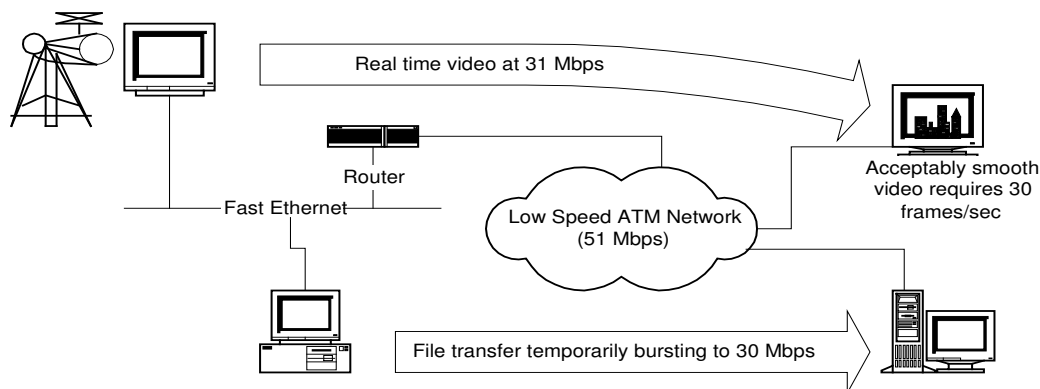 Real time video at 31 Mbps
Router
Fast Ethernet
Low Speed ATM Network
(51 Mbps)
Acceptably smooth
video requires 30
frames/sec
File transfer temporarily bursting to 30 Mbps